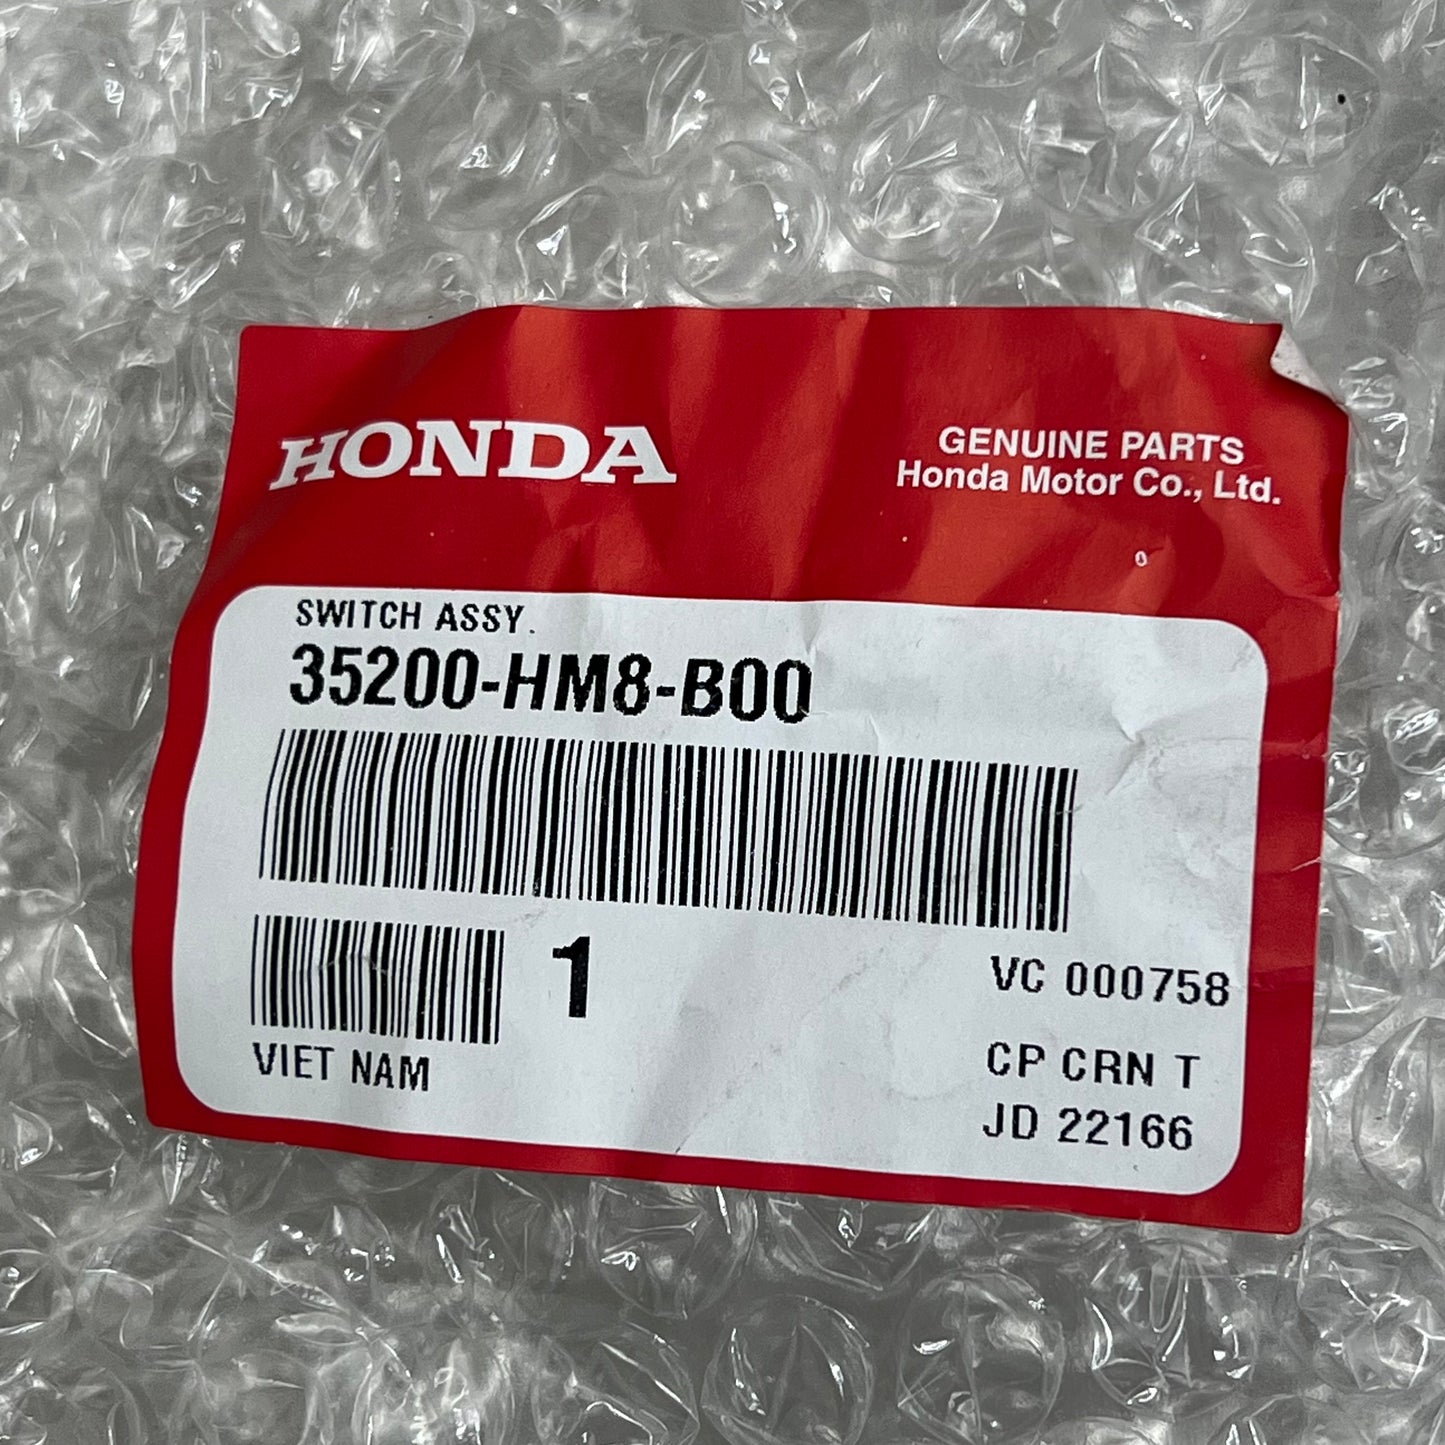 HONDA
GENUINE PARTS
Honda Motor Co., Ltd.
SWITCH ASSY.
35200-HM8-B00
1
VC 000758
VIET NAM
CP CRN T
JD 22166